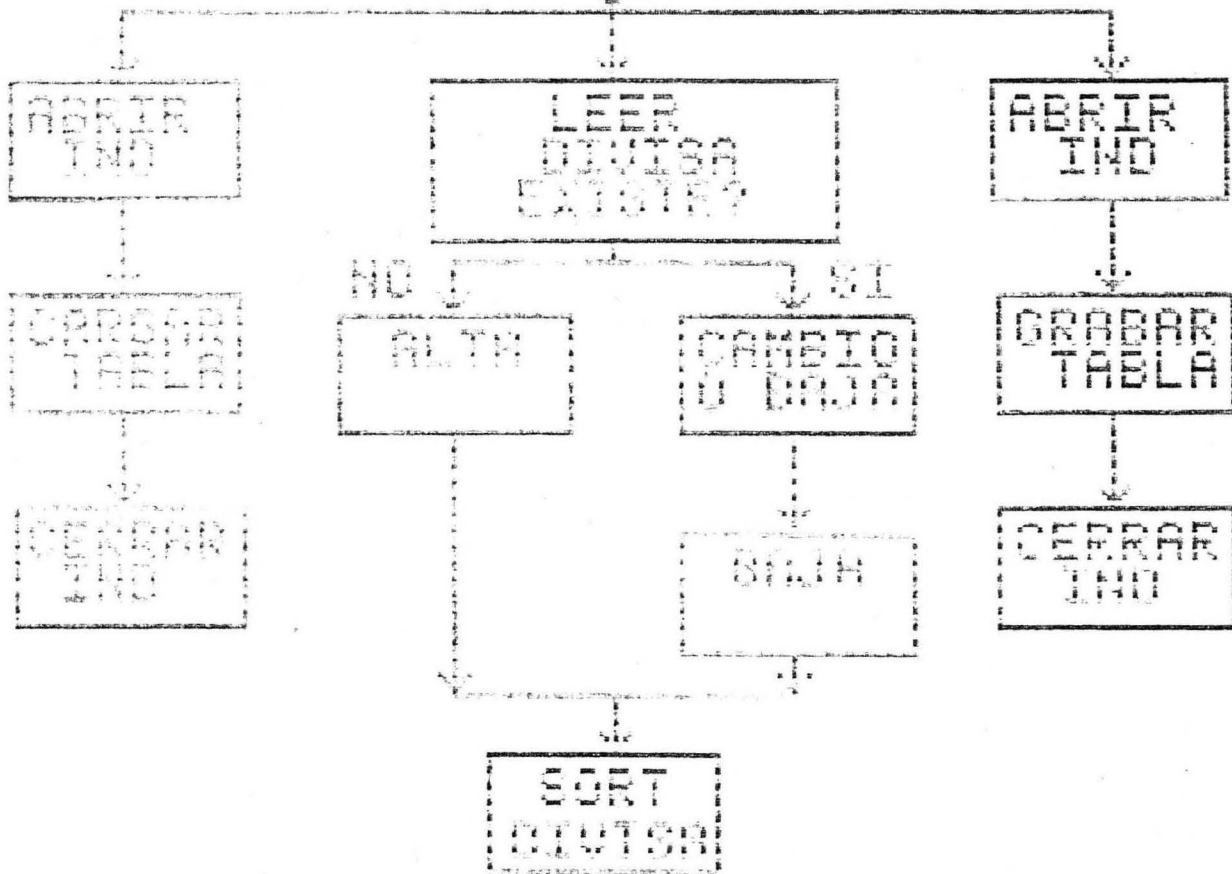 ABRIR
IND
LEER
DIVISA
EXISTE?
ABRIR
IND
NO
SI
CARGAR
TABLA
ALTA
CAMBIO
O BAJA
GRABAR
TABLA
CERRAR
IND
BAJA
CERRAR
IND
SORT
DIVISA